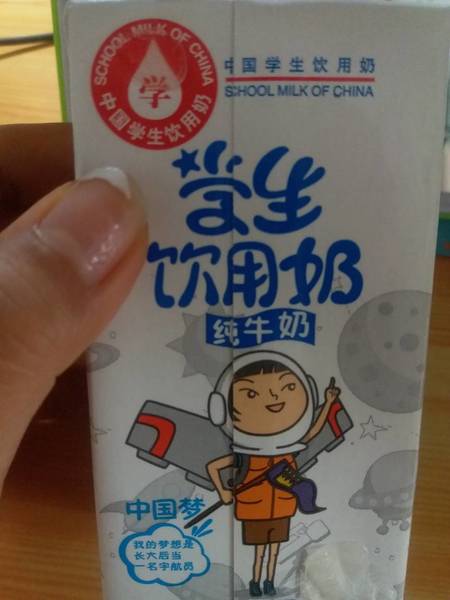 SCHOOL MILK OF CHINA
学
中国学生饮用奶
中国学生饮用奶
SCHOOL MILK OF CHINA
学生
饮用奶
纯牛奶
中国梦
我的梦想是
长大后当
一名宇航员